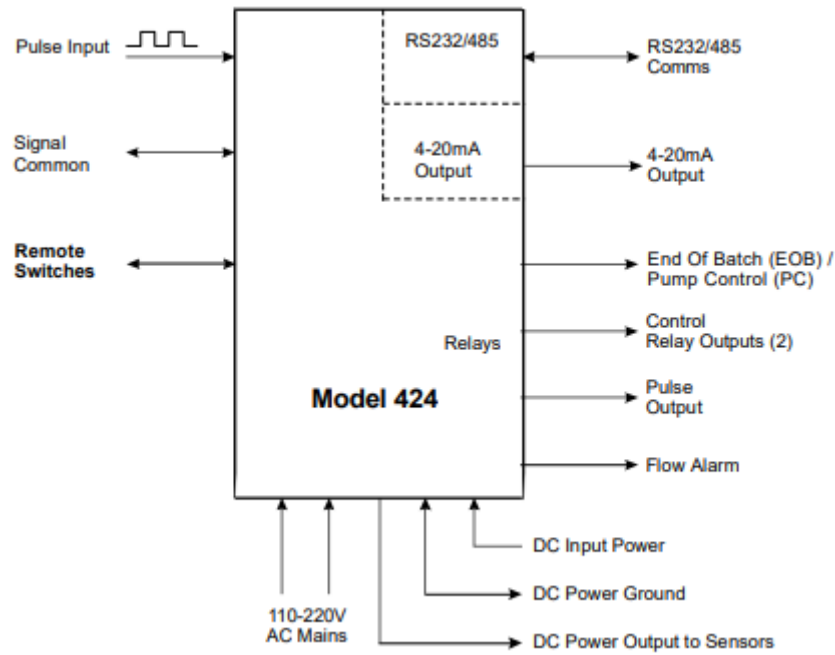 Pulse Input
Signal
Common
Remote
Switches
RS232/485
4-20mA
Output
Relays
Model 424
RS232/485
Comms
4-20mA
Output
End Of Batch (EOB) /
Pump Control (PC)
Control
Relay Outputs (2)
Pulse
Output
Flow Alarm
DC Input Power
DC Power Ground
DC Power Output to Sensors
110-220V
AC Mains